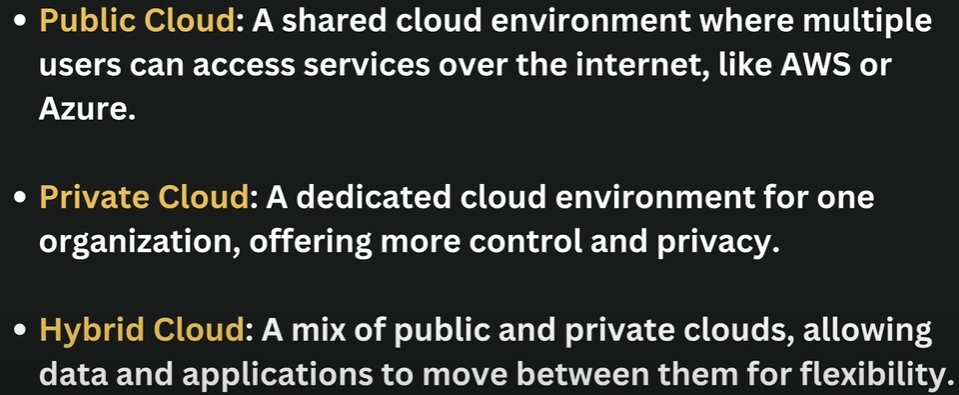 • Public Cloud: A shared cloud environment where multiple
users can access services over the internet, like AWS or
Azure.
• Private Cloud: A dedicated cloud environment for one
organization, offering more control and privacy.
• Hybrid Cloud: A mix of public and private clouds, allowing
data and applications to move between them for flexibility.